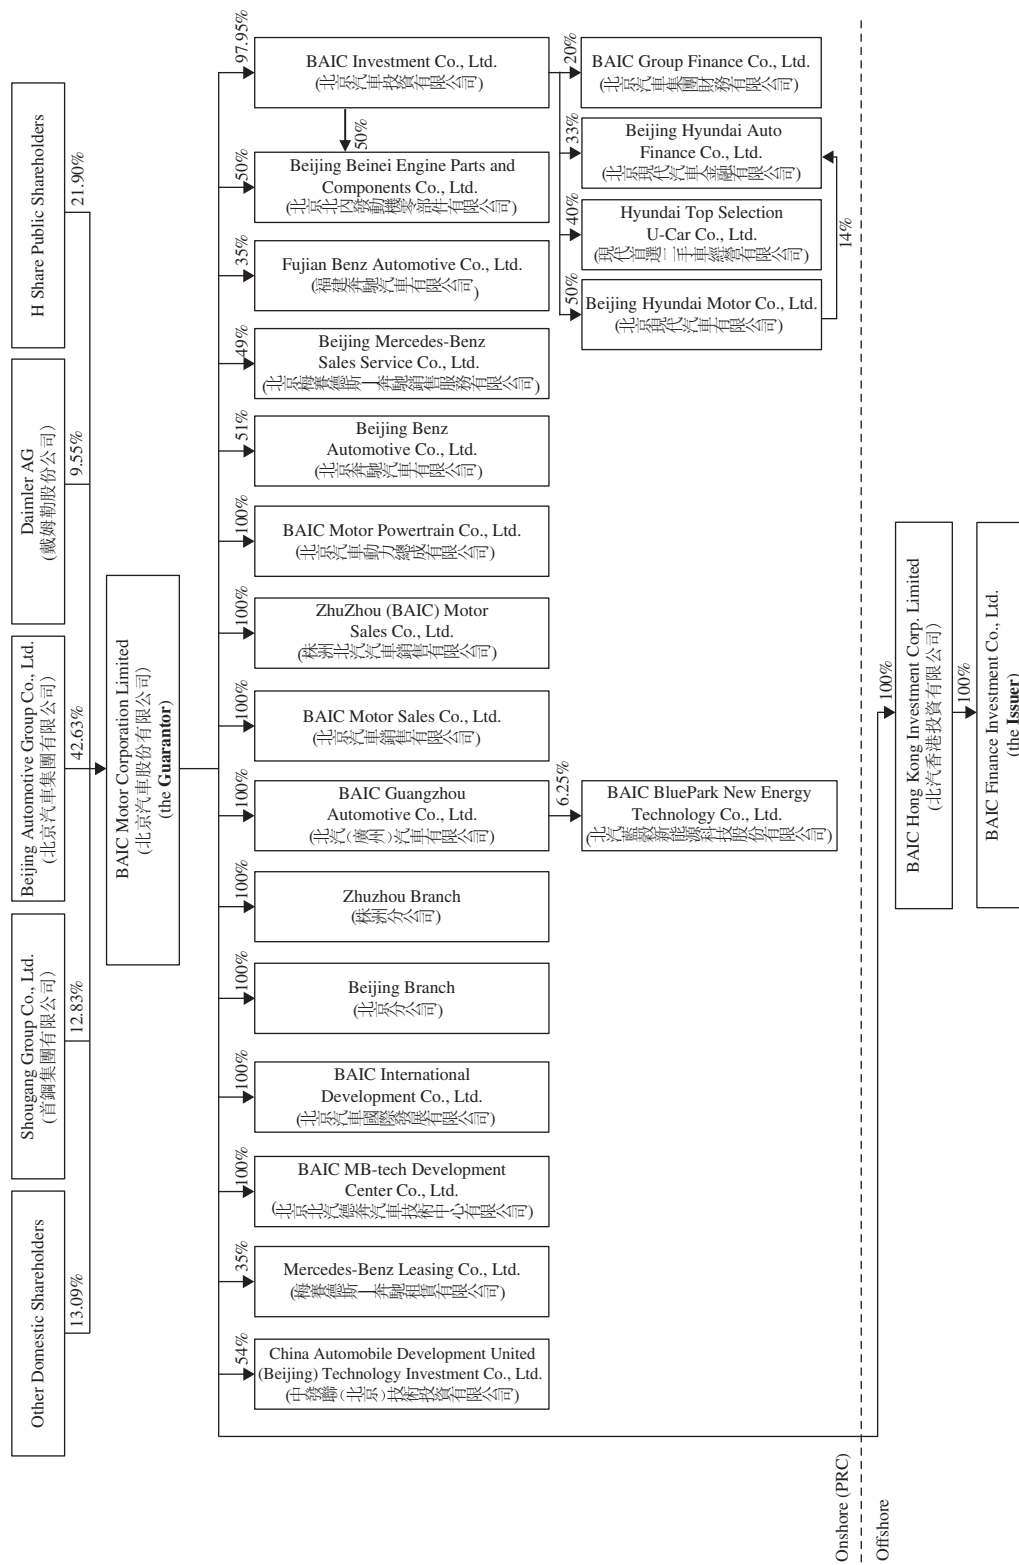 Other Domestic Shareholders
13.09%
Shougang Group Co., Ltd.
(首鋼集團有限公司)
12.83%
Beijing Automotive Group Co., Ltd.
(北京汽車集團有限公司)
42.63%
Daimler AG
(戴姆勒股份公司)
9.55%
H Share Public Shareholders
21.90%
BAIC Motor Corporation Limited
(北京汽車股份有限公司)
(the Guarantor)
54%
China Automobile Development United
(Beijing) Technology Investment Co., Ltd.
(中發聯(北京)技術投資有限公司)
35%
Mercedes-Benz Leasing Co., Ltd.
(梅賽德斯—奔馳租賃有限公司)
100%
BAIC MB-tech Development
Center Co., Ltd.
(北京北汽德奔汽車技術中心有限公司)
100%
BAIC International
Development Co., Ltd.
(北京汽車國際發展有限公司)
100%
Beijing Branch
(北京分公司)
100%
Zhuzhou Branch
(株洲分公司)
100%
BAIC Guangzhou
Automotive Co., Ltd.
(北汽(廣州)汽車有限公司)
6.25%
BAIC BluePark New Energy
Technology Co., Ltd.
(北汽藍穀新能源科技股份有限公司)
100%
BAIC Motor Sales Co., Ltd.
(北京汽車銷售有限公司)
100%
ZhuZhou (BAIC) Motor
Sales Co., Ltd.
(株洲北汽汽車銷售有限公司)
100%
BAIC Motor Powertrain Co., Ltd.
(北京汽車動力總成有限公司)
51%
Beijing Benz
Automotive Co., Ltd.
(北京奔馳汽車有限公司)
49%
Beijing Mercedes-Benz
Sales Service Co., Ltd.
(北京梅賽德斯—奔馳銷售服務有限公司)
35%
Fujian Benz Automotive Co., Ltd.
(福建奔馳汽車有限公司)
50%
Beijing Beinei Engine Parts and
Components Co., Ltd.
(北京北內發動機零部件有限公司)
50%
97.95%
BAIC Investment Co., Ltd.
(北京汽車投資有限公司)
50%
Beijing Hyundai Motor Co., Ltd.
(北京現代汽車有限公司)
40%
Hyundai Top Selection
U-Car Co., Ltd.
(現代首選二手車經營有限公司)
33%
Beijing Hyundai Auto
Finance Co., Ltd.
(北京現代汽車金融有限公司)
14%
20%
BAIC Group Finance Co., Ltd.
(北京汽車集團財務有限公司)
Onshore (PRC)
Offshore
100%
BAIC Hong Kong Investment Corp. Limited
(北汽香港投資有限公司)
100%
BAIC Finance Investment Co., Ltd.
(the Issuer)